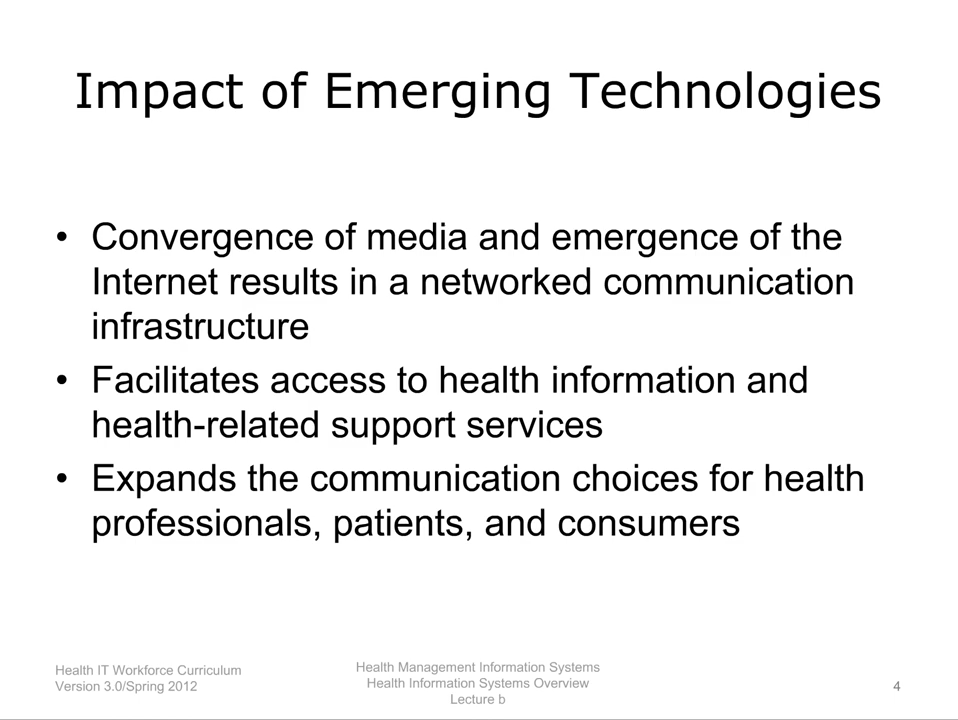 Impact of Emerging Technologies
• Convergence of media and emergence of the
Internet results in a networked communication
infrastructure
• Facilitates access to health information and
health-related support services
• Expands the communication choices for health
professionals, patients, and consumers
Health IT Workforce Curriculum
Version 3.0/Spring 2012
Health Management Information Systems
Health Information Systems Overview
Lecture b
4